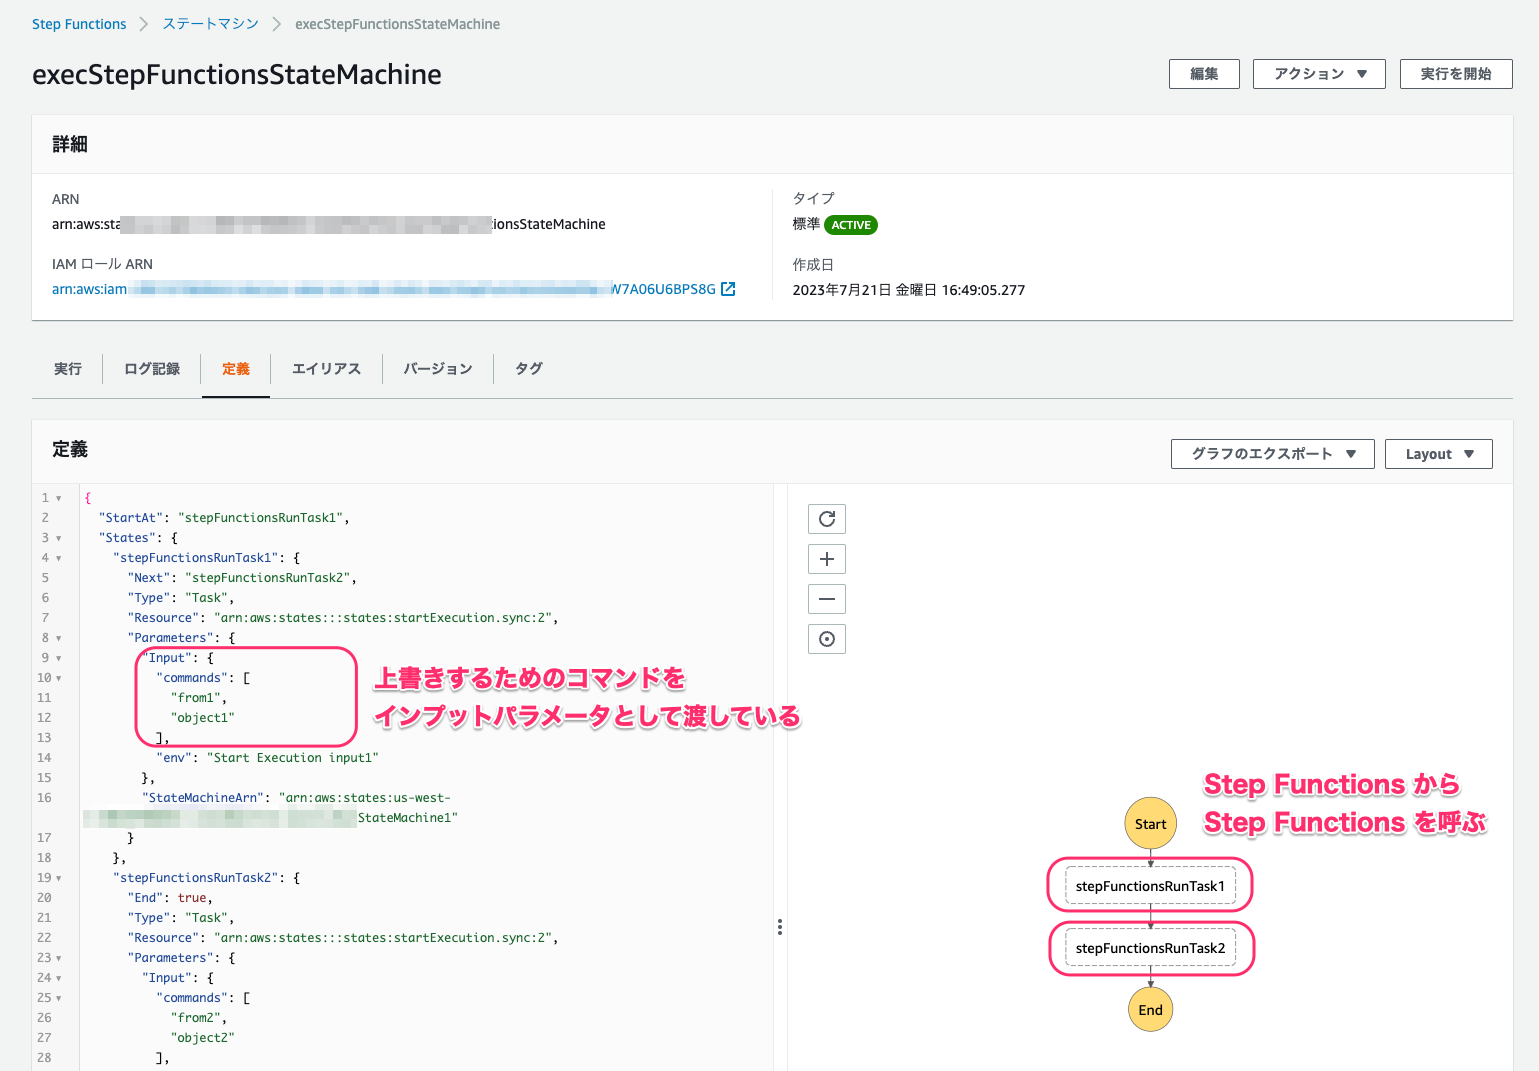 Step Functions > ステートマシン > execStepFunctionsStateMachine
execStepFunctionsStateMachine
編集
アクション ▼
実行を開始
詳細
ARN
arn:aws:sta
ionsStateMachine
IAM ロール ARN
arn:aws:iam
W7A06U6BPS8G
タイプ
標準 ACTIVE
作成日
2023年7月21日 金曜日 16:49:05.277
実行
ログ記録
定義
エイリアス
バージョン
タグ
定義
グラフのエクスポート ▼
Layout ▼
1 {
2 "StartAt": "stepFunctionsRunTask1",
3 "States": {
4 "stepFunctionsRunTask1": {
5 "Next": "stepFunctionsRunTask2",
6 "Type": "Task",
7 "Resource": "arn:aws:states:::states:startExecution.sync:2",
8 "Parameters": {
9 "Input": {
10 "commands": [
11 "from1",
12 "object1"
13 ],
14 "env": "Start Execution input1"
15 },
16 "StateMachineArn": "arn:aws:states:us-west-
StateMachine1"
17 }
18 },
19 "stepFunctionsRunTask2": {
20 "End": true,
21 "Type": "Task",
22 "Resource": "arn:aws:states:::states:startExecution.sync:2",
23 "Parameters": {
24 "Input": {
25 "commands": [
26 "from2",
27 "object2"
28 ],
上書きするためのコマンドを
インプットパラメータとして渡している
Step Functions から
Step Functions を呼ぶ
Start
stepFunctionsRunTask1
stepFunctionsRunTask2
End